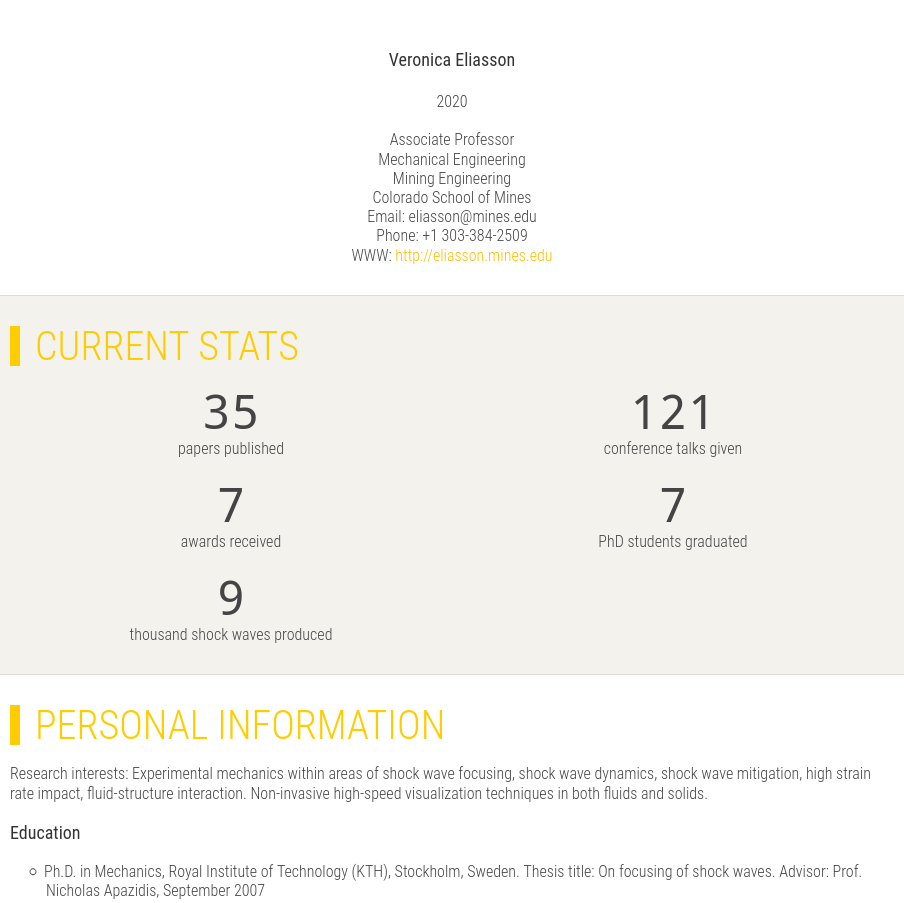 Veronica Eliasson
2020
Associate Professor
Mechanical Engineering
Mining Engineering
Colorado School of Mines
Email: eliasson@mines.edu
Phone: +1 303-384-2509
WWW: http://eliasson.mines.edu
CURRENT STATS
35
papers published
121
conference talks given
7
awards received
7
PhD students graduated
9
thousand shock waves produced
PERSONAL INFORMATION
Research interests: Experimental mechanics within areas of shock wave focusing, shock wave dynamics, shock wave mitigation, high strain
rate impact, fluid-structure interaction. Non-invasive high-speed visualization techniques in both fluids and solids.
Education
Ph.D. in Mechanics, Royal Institute of Technology (KTH), Stockholm, Sweden. Thesis title: On focusing of shock waves. Advisor: Prof.
Nicholas Apazidis, September 2007